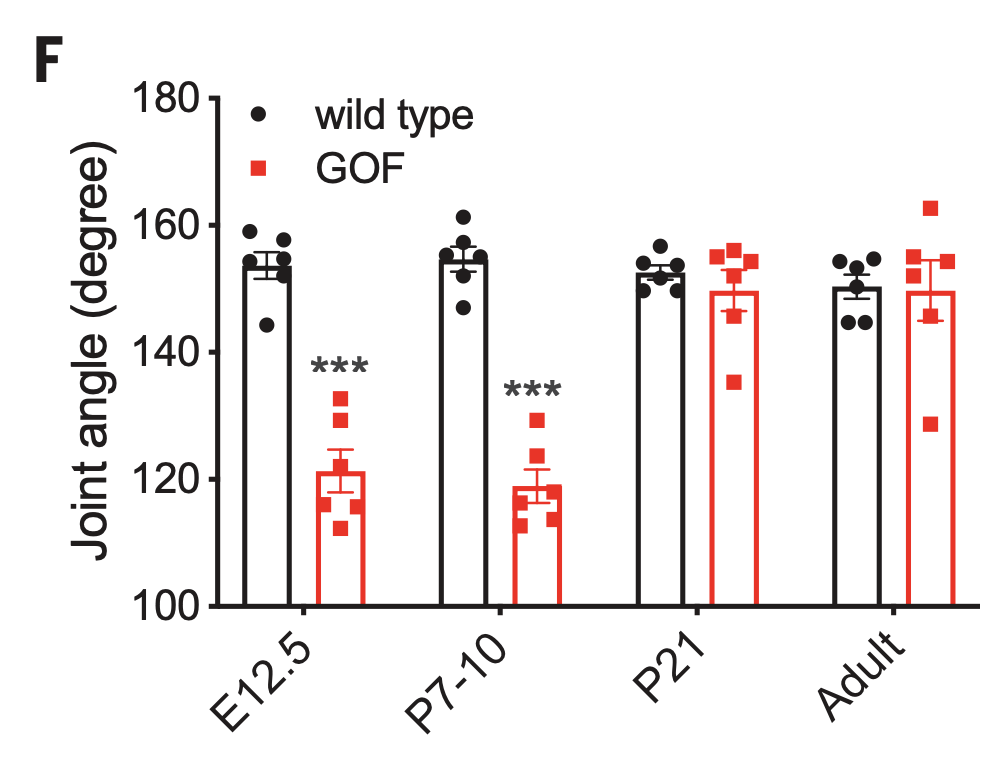 F
180
160
140
120
100
Joint angle (degree)
wild type
GOF
***
***
E12.5
P7-10
P21
Adult